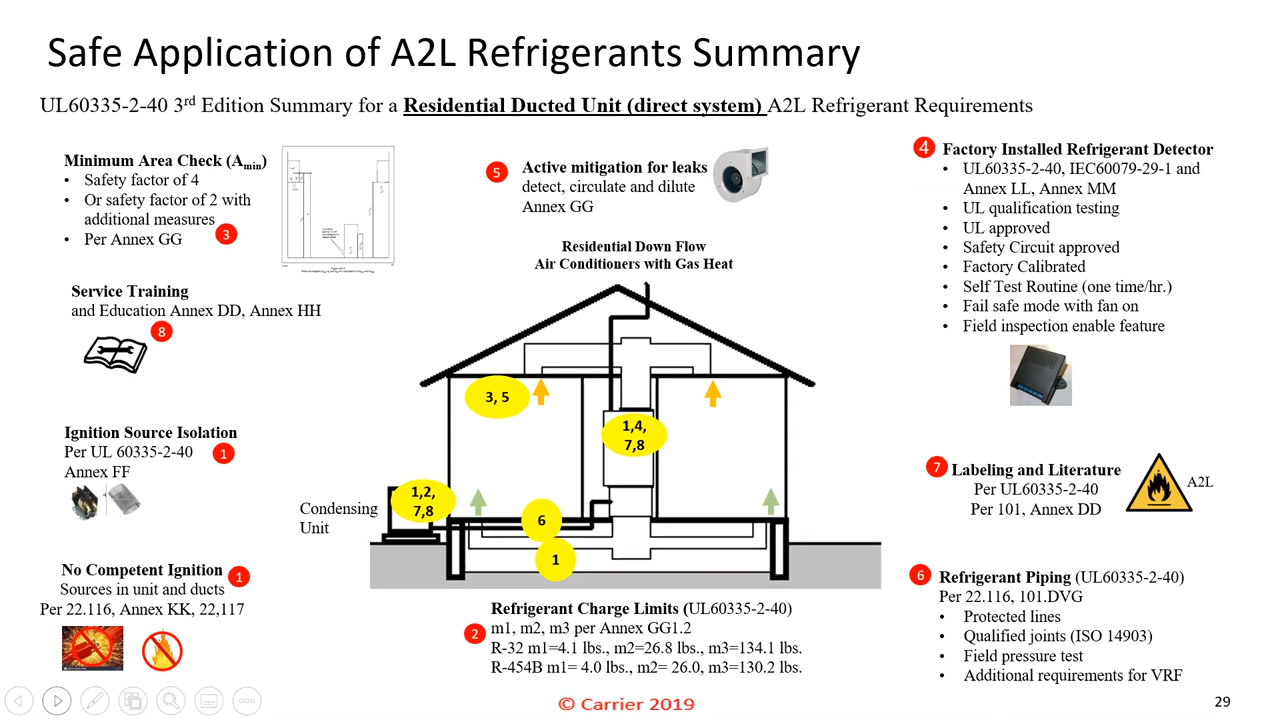 Safe Application of A2L Refrigerants Summary
UL60335-2-40 3rd Edition Summary for a Residential Ducted Unit (direct system) A2L Refrigerant Requirements
Minimum Area Check (Amin)
• Safety factor of 4
• Or safety factor of 2 with
additional measures
• Per Annex GG
3
Service Training
and Education Annex DD, Annex HH
8
Ignition Source Isolation
Per UL 60335-2-40
Annex FF
1
No Competent Ignition
Sources in unit and ducts
Per 22.116, Annex KK, 22,117
1
5
Active mitigation for leaks
detect, circulate and dilute
Annex GG
Residential Down Flow
Air Conditioners with Gas Heat
3, 5
1,4,
7,8
1,2,
7,8
Condensing
Unit
6
1
2
Refrigerant Charge Limits (UL60335-2-40)
m1, m2, m3 per Annex GG1.2
R-32 m1=4.1 lbs., m2=26.8 lbs., m3=134.1 lbs.
R-454B m1= 4.0 lbs., m2= 26.0, m3=130.2 lbs.
4
Factory Installed Refrigerant Detector
• UL60335-2-40, IEC60079-29-1 and
Annex LL, Annex MM
• UL qualification testing
• UL approved
• Safety Circuit approved
• Factory Calibrated
• Self Test Routine (one time/hr.)
• Fail safe mode with fan on
• Field inspection enable feature
7
Labeling and Literature
Per UL60335-2-40
Per 101, Annex DD
A2L
6
Refrigerant Piping (UL60335-2-40)
Per 22.116, 101.DVG
• Protected lines
• Qualified joints (ISO 14903)
• Field pressure test
• Additional requirements for VRF
© Carrier 2019
29